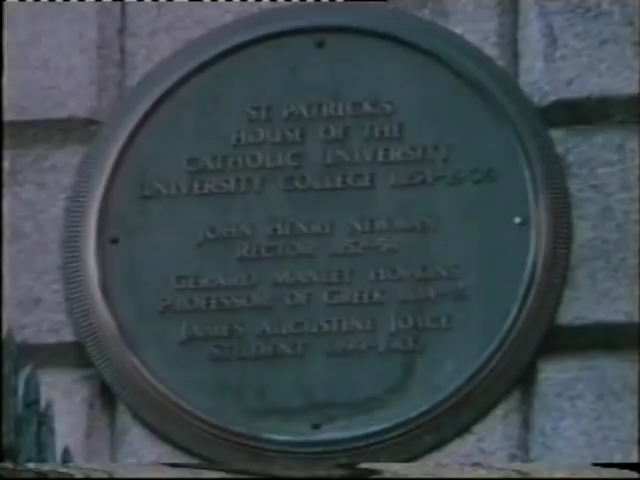 ST PATRICK'S
HOUSE OF THE
CATHOLIC UNIVERSITY
UNIVERSITY COLLEGE
JOHN HENRY NEWMAN
RECTOR
GERARD MANLEY HOPKINS
PROFESSOR OF GREEK
JAMES AUGUSTINE JOYCE
STUDENT